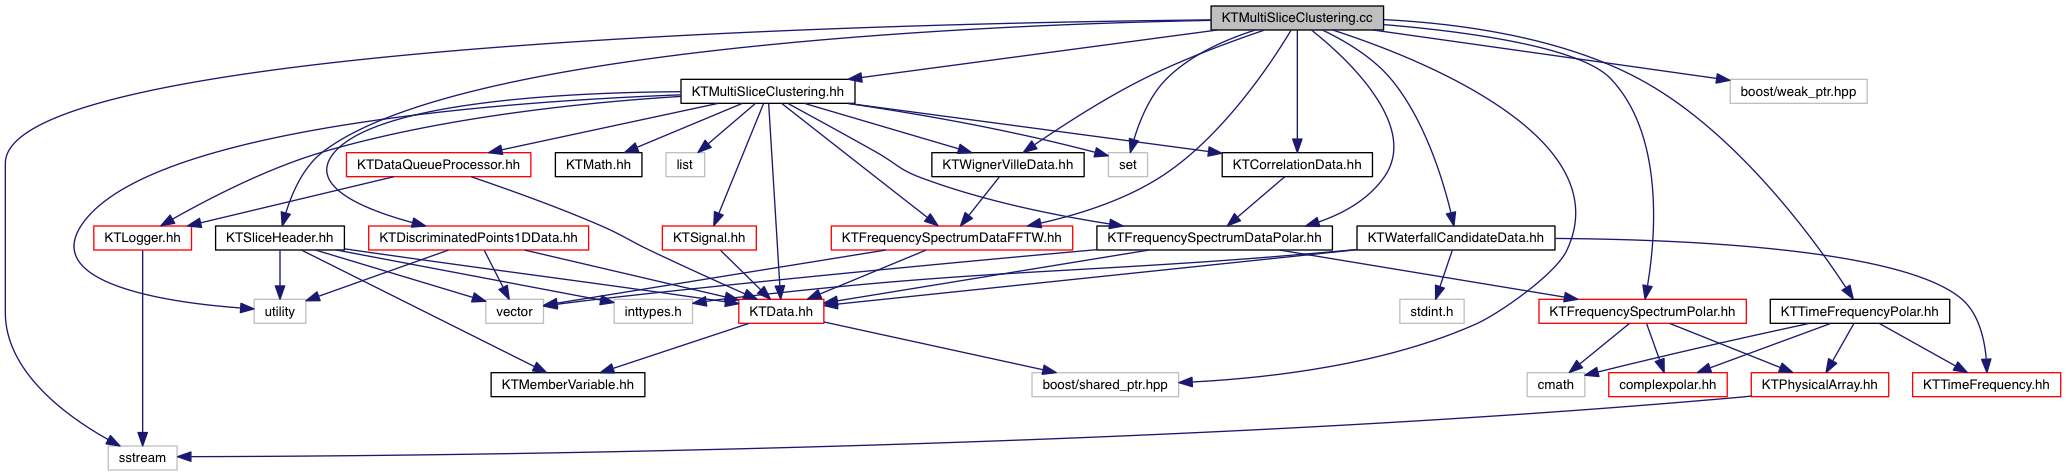 KTMultiSliceClustering.cc
KTMultiSliceClustering.hh
boost/weak_ptr.hpp
KTDataQueueProcessor.hh
KTMath.hh
list
KTWignerVilleData.hh
set
KTCorrelationData.hh
KTLogger.hh
KTSliceHeader.hh
KTDiscriminatedPoints1DData.hh
KTSignal.hh
KTFrequencySpectrumDataFFTW.hh
KTFrequencySpectrumDataPolar.hh
KTWaterfallCandidateData.hh
utility
vector
inttypes.h
KTData.hh
stdint.h
KTFrequencySpectrumPolar.hh
KTTimeFrequencyPolar.hh
KTMemberVariable.hh
boost/shared_ptr.hpp
cmath
complexpolar.hh
KTPhysicalArray.hh
KTTimeFrequency.hh
sstream